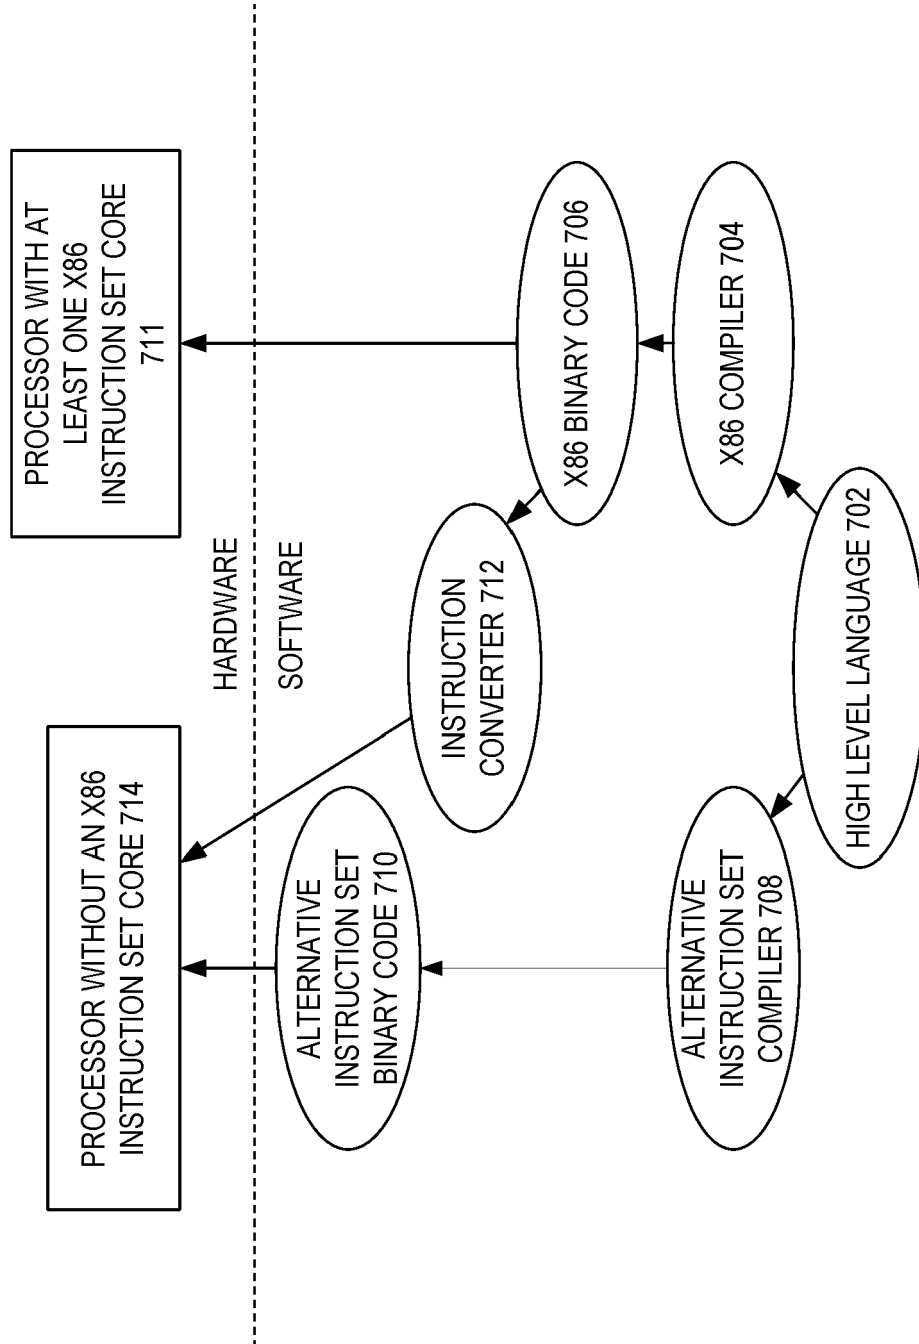 PROCESSOR WITHOUT AN X86
INSTRUCTION SET CORE 714
PROCESSOR WITH AT
LEAST ONE X86
INSTRUCTION SET CORE
711
HARDWARE
SOFTWARE
ALTERNATIVE
INSTRUCTION SET
BINARY CODE 710
INSTRUCTION
CONVERTER 712
X86 BINARY CODE 706
ALTERNATIVE
INSTRUCTION SET
COMPILER 708
X86 COMPILER 704
HIGH LEVEL LANGUAGE 702